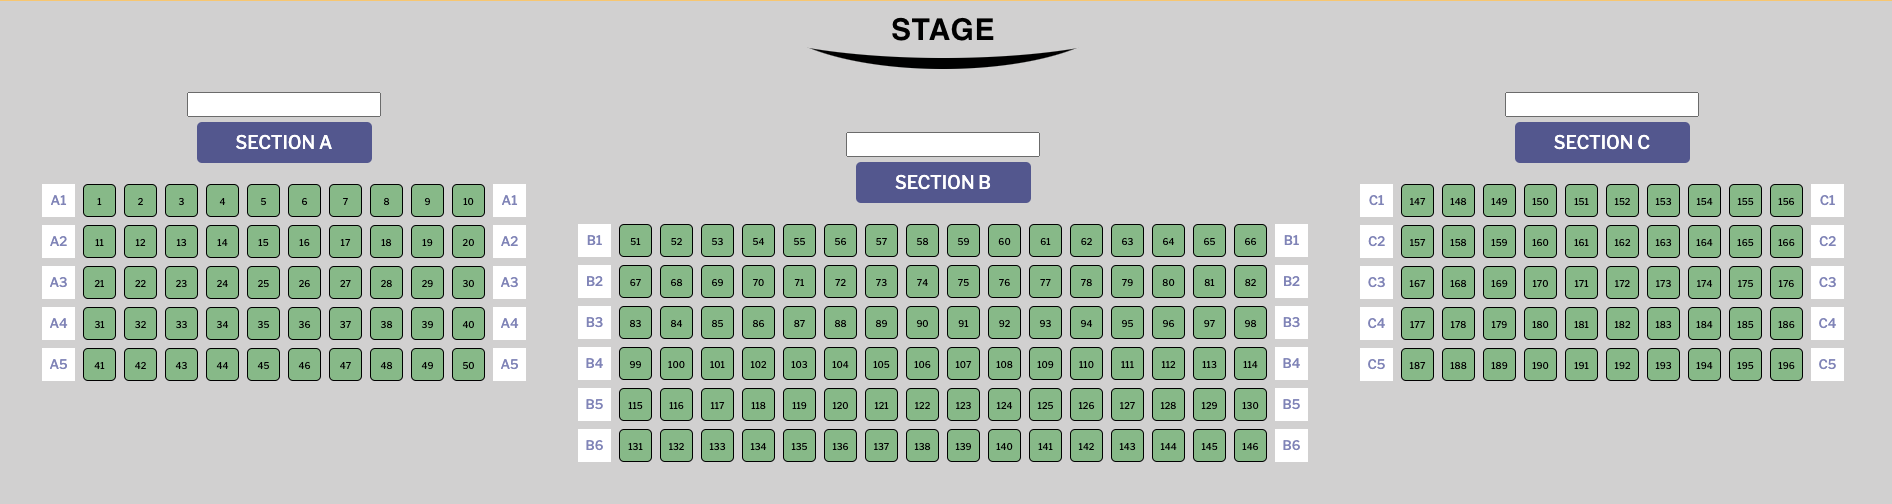 STAGE
SECTION A
A1 1 2 3 4 5 6 7 8 9 10 A1
A2 11 12 13 14 15 16 17 18 19 20 A2
A3 21 22 23 24 25 26 27 28 29 30 A3
A4 31 32 33 34 35 36 37 38 39 40 A4
A5 41 42 43 44 45 46 47 48 49 50 A5
SECTION B
B1 51 52 53 54 55 56 57 58 59 60 61 62 63 64 65 66 B1
B2 67 68 69 70 71 72 73 74 75 76 77 78 79 80 81 82 B2
B3 83 84 85 86 87 88 89 90 91 92 93 94 95 96 97 98 B3
B4 99 100 101 102 103 104 105 106 107 108 109 110 111 112 113 114 B4
B5 115 116 117 118 119 120 121 122 123 124 125 126 127 128 129 130 B5
B6 131 132 133 134 135 136 137 138 139 140 141 142 143 144 145 146 B6
SECTION C
C1 147 148 149 150 151 152 153 154 155 156 C1
C2 157 158 159 160 161 162 163 164 165 166 C2
C3 167 168 169 170 171 172 173 174 175 176 C3
C4 177 178 179 180 181 182 183 184 185 186 C4
C5 187 188 189 190 191 192 193 194 195 196 C5